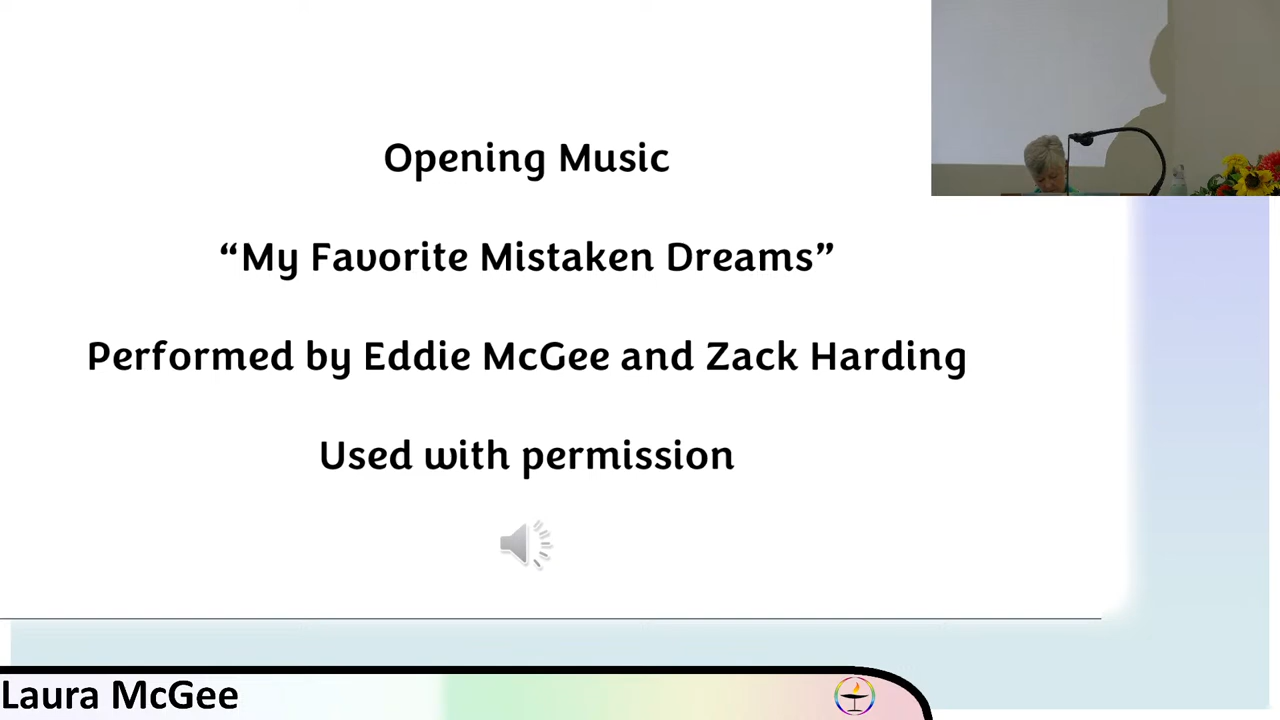 Opening Music
“My Favorite Mistaken Dreams”
Performed by Eddie McGee and Zack Harding
Used with permission
Laura McGee